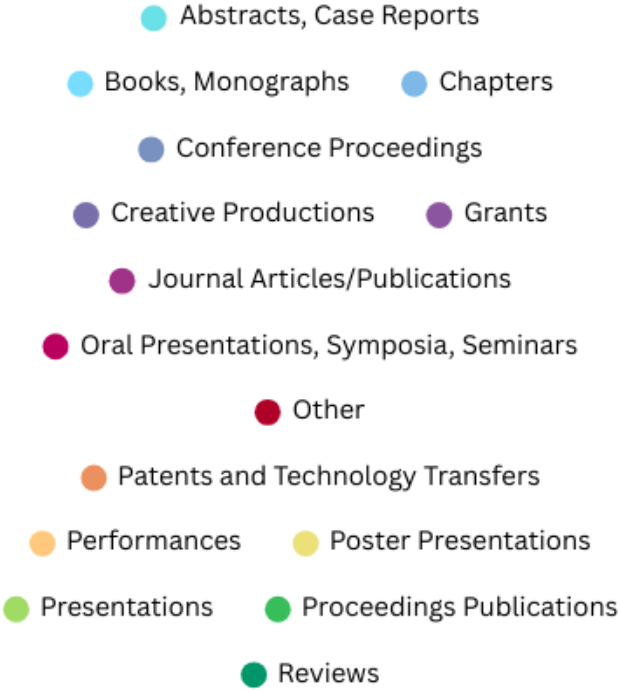 Abstracts, Case Reports
Books, Monographs Chapters
Conference Proceedings
Creative Productions Grants
Journal Articles/Publications
Oral Presentations, Symposia, Seminars
Other
Patents and Technology Transfers
Performances Poster Presentations
Presentations Proceedings Publications
Reviews